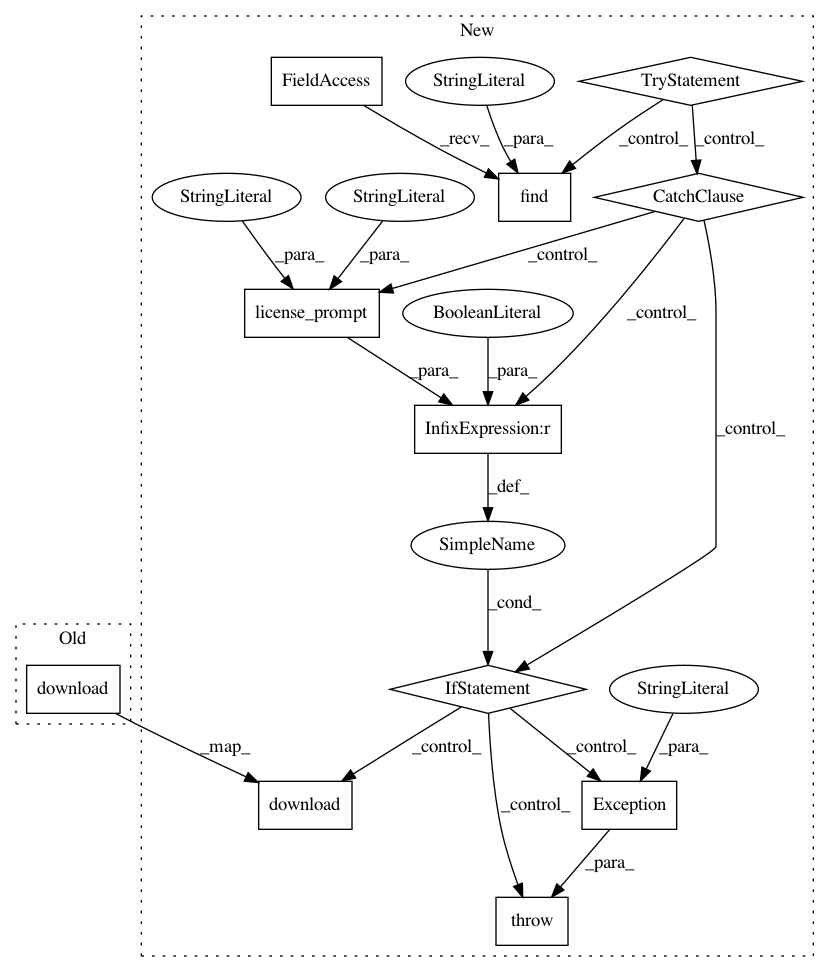 New
FieldAccess
StringLiteral
TryStatement
_recv_
_para_
_control_
_control_
StringLiteral
StringLiteral
find
CatchClause
_para_
_para_
_control_
license_prompt
BooleanLiteral
_control_
_para_
_para_
_control_
InfixExpression:r
_def_
SimpleName
_cond_
Old
download
IfStatement
StringLiteral
_map_
_control_
_control_
_para_
download
_control_
Exception
_para_
throw